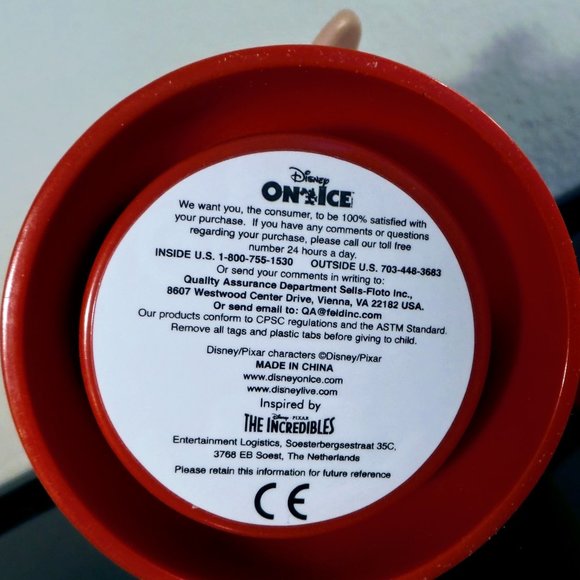 Disney
ON ICE
We want you, the consumer, to be 100% satisfied with
your purchase. If you have any comments or questions
regarding your purchase, please call our toll free
number 24 hours a day.
INSIDE U.S. 1-800-755-1530 OUTSIDE U.S. 703-448-3683
Or send your comments in writing to:
Quality Assurance Department Sells-Floto Inc.,
8607 Westwood Center Drive, Vienna, VA 22182 USA.
Or send email to: QA@feldinc.com
Our products conform to CPSC regulations and the ASTM Standard.
Remove all tags and plastic tabs before giving to child.
Disney/Pixar characters ©Disney/Pixar
MADE IN CHINA
www.disneyonice.com
www.disneylive.com
Inspired by
Disney PIXAR
THE INCREDIBLES
Entertainment Logistics, Soesterbergsestraat 35C,
3768 EB Soest, The Netherlands
Please retain this information for future reference
CE